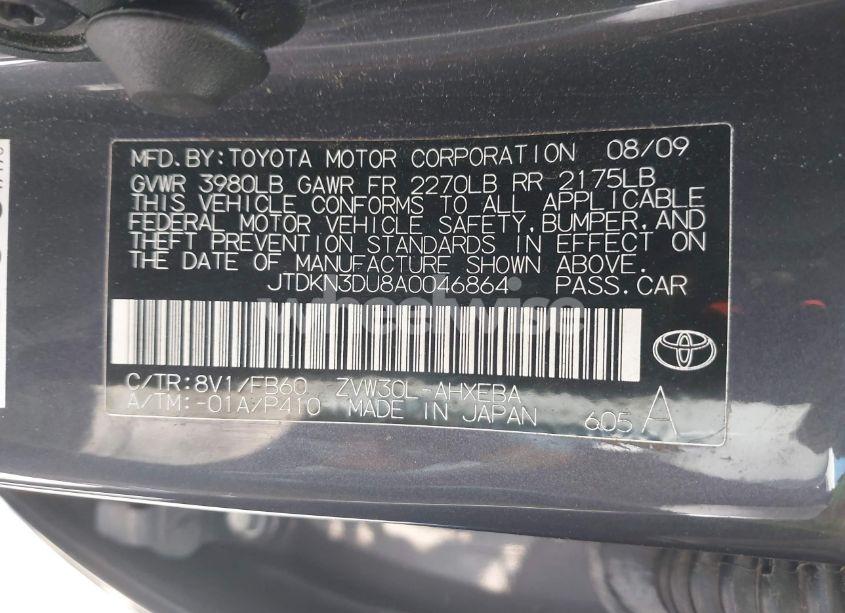 MFD. BY: TOYOTA MOTOR CORPORATION 08/09
GVWR 3980LB GAWR FR 2270LB RR 2175LB
THIS VEHICLE CONFORMS TO ALL APPLICABLE
FEDERAL MOTOR VEHICLE SAFETY, BUMPER, AND
THEFT PREVENTION STANDARDS IN EFFECT ON
THE DATE OF MANUFACTURE SHOWN ABOVE.
JTDKN3DU8A0046864 PASS. CAR
wheelwise
C/TR: 8V1/FB60 ZVW30L-AHXEBA
A/TM: -01A/P410 MADE IN JAPAN 605 A